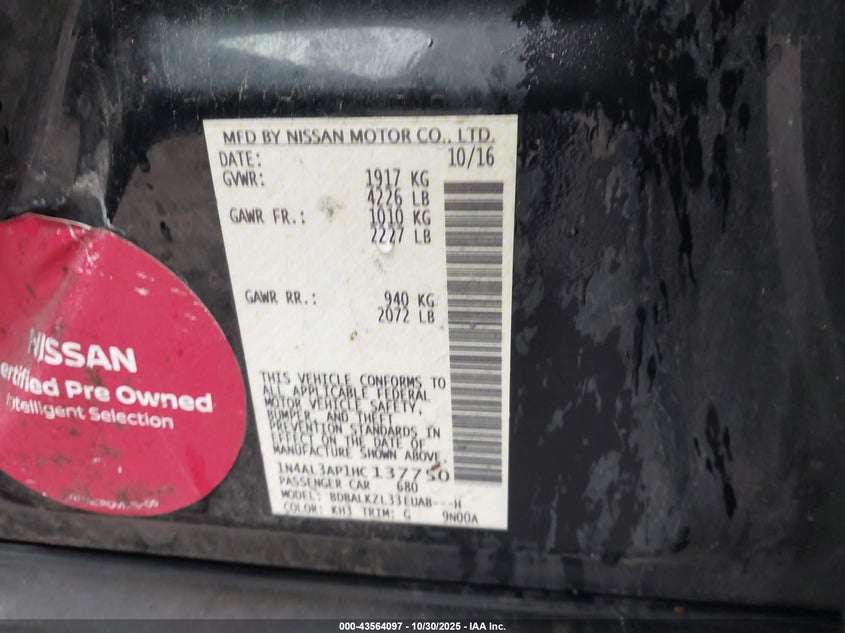 MFD BY NISSAN MOTOR CO., LTD.
DATE: 10/16
GVWR: 1917 KG
4226 LB
GAWR FR.: 1010 KG
2227 LB
GAWR RR.: 940 KG
2072 LB
THIS VEHICLE CONFORMS TO
ALL APPLICABLE FEDERAL
MOTOR VEHICLE SAFETY,
BUMPER, AND THEFT
PREVENTION STANDARDS IN
EFFECT ON THE DATE OF
MANUFACTURE SHOWN ABOVE.
1N4AL3AP1HC137750
PASSENGER CAR 680
MODEL: BDBALKZL33EUAB---H
COLOR: KH3 TRIM: G 9N00A
NISSAN
ertified Pre Owned
Intelligent Selection
000-43564097 - 10/30/2025 - IAA Inc.